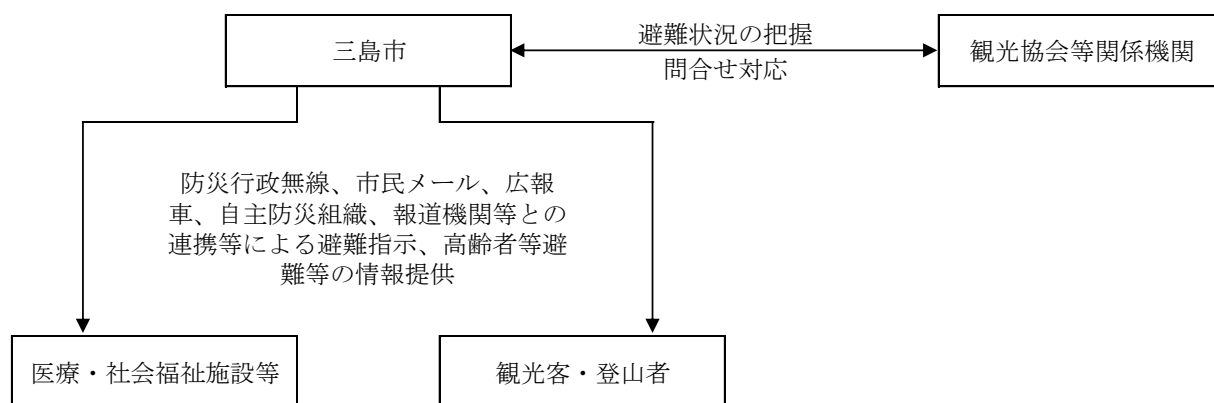 三島市
避難状況の把握
問合せ対応
観光協会等関係機関
防災行政無線、市民メール、広報
車、自主防災組織、報道機関等との
連携等による避難指示、高齢者等避
難等の情報提供
医療・社会福祉施設等
観光客・登山者